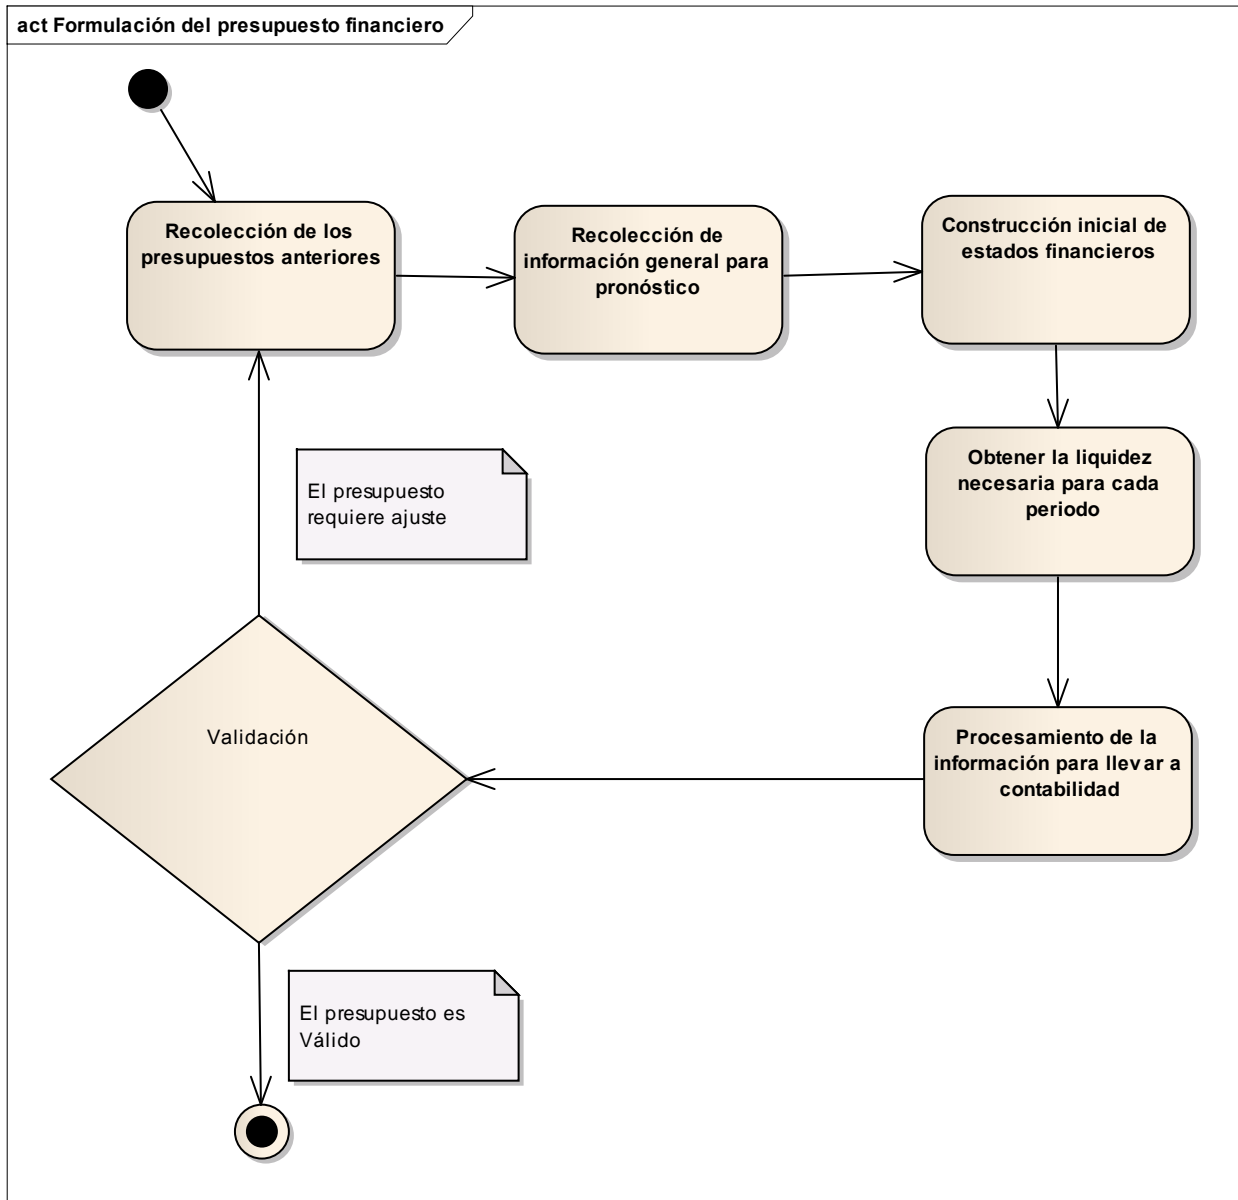 act Formulación del presupuesto financiero
Recolección de los
presupuestos anteriores
Recolección de
información general para
pronóstico
Construcción inicial de
estados financieros
Obtener la liquidez
necesaria para cada
periodo
El presupuesto
requiere ajuste
Validación
Procesamiento de la
información para llevar a
contabilidad
El presupuesto es
Válido